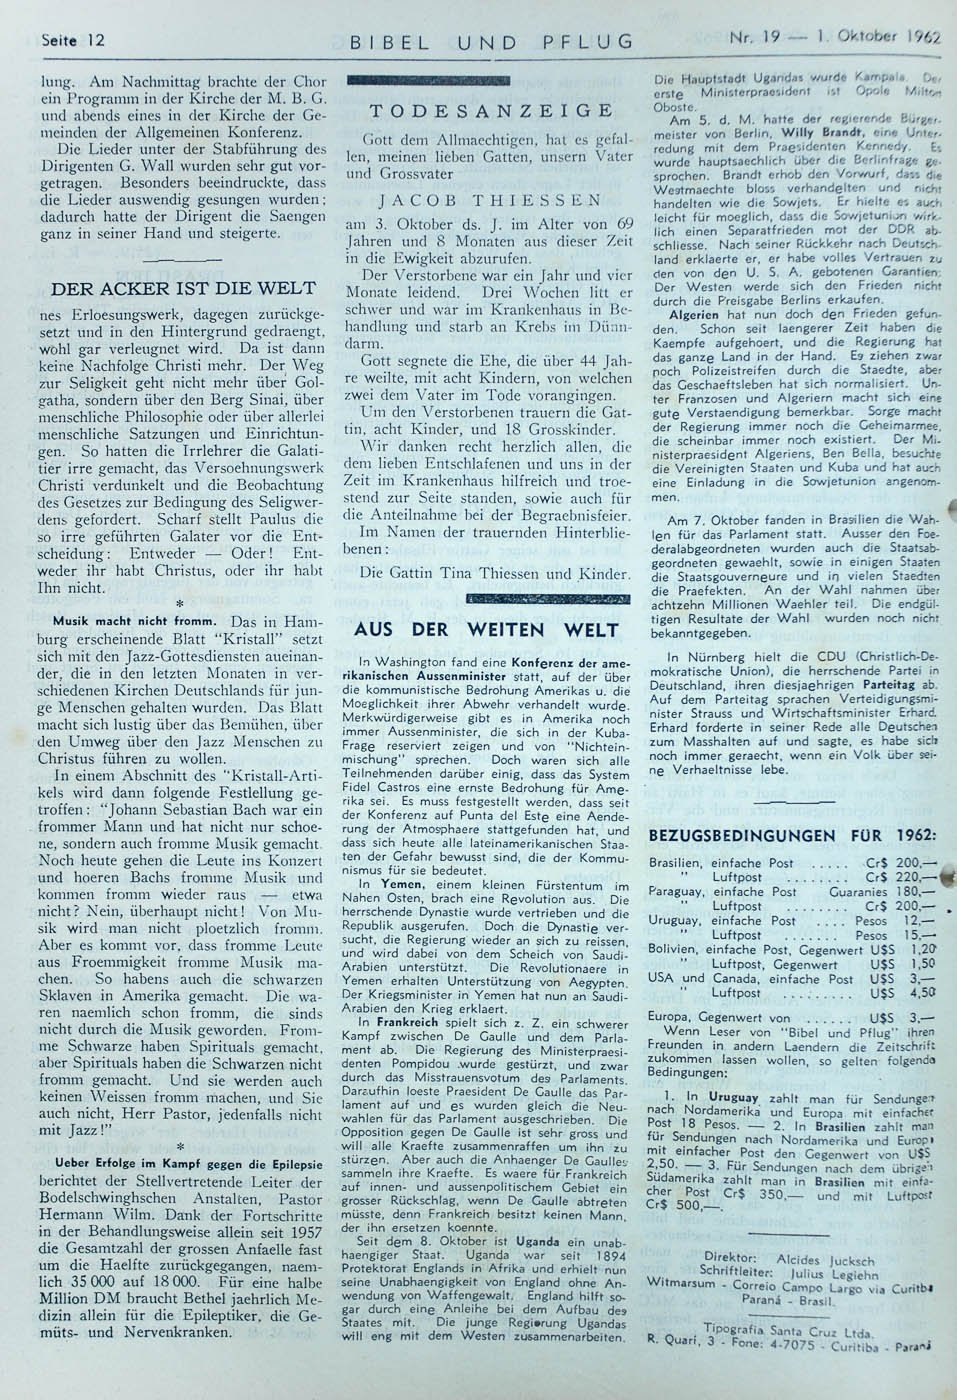 Seite 12
BIBEL UND PFLUG
Nr. 19 — 1. Oktober 1962
lung. Am Nachmittag brachte der Chor
ein Programm in der Kirche der M. B. G.
und abends eines in der Kirche der Ge-
meinden der Allgemeinen Konferenz.
Die Lieder unter der Stabführung des
Dirigenten G. Wall wurden sehr gut vor-
getragen. Besonders beeindruckte, dass
die Lieder auswendig gesungen wurden;
dadurch hatte der Dirigent die Saengen
ganz in seiner Hand und steigerte.
DER ACKER IST DIE WELT
nes Erloesungswerk, dagegen zurückge-
setzt und in den Hintergrund gedraengt,
wohl gar verleugnet wird. Da ist dann
keine Nachfolge Christi mehr. Der Weg
zur Seligkeit geht nicht mehr über Gol-
gatha, sondern über den Berg Sinai, über
menschliche Philosophie oder über allerlei
menschliche Satzungen und Einrichtun-
gen. So hatten die Irrlehrer die Galati-
tier irre gemacht, das Versoehnungswerk
Christi verdunkelt und die Beobachtung
des Gesetzes zur Bedingung des Seligwer-
dens gefordert. Scharf stellt Paulus die
so irre geführten Galater vor die Ent-
scheidung: Entweder — Oder! Ent-
weder ihr habt Christus, oder ihr habt
Ihn nicht.
*
Musik macht nicht fromm. Das in Ham-
burg erscheinende Blatt "Kristall" setzt
sich mit den Jazz-Gottesdiensten aueinan-
der, die in den letzten Monaten in ver-
schiedenen Kirchen Deutschlands für jun-
ge Menschen gehalten wurden. Das Blatt
macht sich lustig über das Bemühen, über
den Umweg über den Jazz Menschen zu
Christus führen zu wollen.
In einem Abschnitt des "Kristall-Arti-
kels wird dann folgende Festlellung ge-
troffen: "Johann Sebastian Bach war ein
frommer Mann und hat nicht nur schoe-
ne, sondern auch fromme Musik gemacht.
Noch heute gehen die Leute ins Konzert
und hoeren Bachs fromme Musik und
kommen fromm wieder raus — etwa
nicht? Nein, überhaupt nicht! Von Mu-
sik wird man nicht ploetzlich fromm.
Aber es kommt vor, dass fromme Leute
aus Froemmigkeit fromme Musik ma-
chen. So habens auch die schwarzen
Sklaven in Amerika gemacht. Die wa-
ren naemlich schon fromm, die sinds
nicht durch die Musik geworden. From-
me Schwarze haben Spirituals gemacht,
aber Spirituals haben die Schwarzen nicht
fromm gemacht. Und sie werden auch
keinen Weissen fromm machen, und Sie
auch nicht, Herr Pastor, jedenfalls nicht
mit Jazz!"
*
Ueber Erfolge im Kampf gegen die Epilepsie
berichtet der Stellvertretende Leiter der
Bodelschwinghschen Anstalten, Pastor
Hermann Wilm. Dank der Fortschritte
in der Behandlungsweise allein seit 1957
die Gesamtzahl der grossen Anfaelle fast
um die Haelfte zurückgegangen, naem-
lich 35 000 auf 18 000. Für eine halbe
Million DM braucht Bethel jaehrlich Me-
dizin allein für die Epileptiker, die Ge-
müts- und Nervenkranken.
TODESANZEIGE
Gott dem Allmaechtigen, hat es gefal-
len, meinen lieben Gatten, unsern Vater
und Grossvater
JACOB THIESSEN
am 3. Oktober ds. J. im Alter von 69
Jahren und 8 Monaten aus dieser Zeit
in die Ewigkeit abzurufen.
Der Verstorbene war ein Jahr und vier
Monate leidend. Drei Wochen litt er
schwer und war im Krankenhaus in Be-
handlung und starb an Krebs im Dünn-
darm.
Gott segnete die Ehe, die über 44 Jah-
re weilte, mit acht Kindern, von welchen
zwei dem Vater im Tode vorangingen.
Um den Verstorbenen trauern die Gat-
tin, acht Kinder, und 18 Grosskinder.
Wir danken recht herzlich allen, die
dem lieben Entschlafenen und uns in der
Zeit im Krankenhaus hilfreich und troe-
stend zur Seite standen, sowie auch für
die Anteilnahme bei der Begraebnisfeier.
Im Namen der trauernden Hinterblie-
benen:
Die Gattin Tina Thiessen und Kinder.
AUS DER WEITEN WELT
In Washington fand eine Konferenz der ame-
rikanischen Aussenminister statt, auf der über
die kommunistische Bedrohung Amerikas u. die
Moeglichkeit ihrer Abwehr verhandelt wurde.
Merkwürdigerweise gibt es in Amerika noch
immer Aussenminister, die sich in der Kuba-
Frage reserviert zeigen und von "Nichtein-
mischung" sprechen. Doch waren sich alle
Teilnehmenden darüber einig, dass das System
Fidel Castros eine ernste Bedrohung für Ame-
rika sei. Es muss festgestellt werden, dass seit
der Konferenz auf Punta del Este eine Aende-
rung der Atmosphaere stattgefunden hat, und
dass sich heute alle lateinamerikanischen Staa-
ten der Gefahr bewusst sind, die der Kommu-
nismus für sie bedeutet.
In Yemen, einem kleinen Fürstentum im
Nahen Osten, brach eine Revolution aus. Die
herrschende Dynastie wurde vertrieben und die
Republik ausgerufen. Doch die Dynastie ver-
sucht, die Regierung wieder an sich zu reissen,
und wird dabei von dem Scheich von Saudi-
Arabien unterstützt. Die Revolutionaere in
Yemen erhalten Unterstützung von Aegypten.
Der Kriegsminister in Yemen hat nun an Saudi-
Arabien den Krieg erklaert.
In Frankreich spielt sich z. Z. ein schwerer
Kampf zwischen De Gaulle und dem Parla-
ment ab. Die Regierung des Ministerpraesi-
denten Pompidou wurde gestürzt, und zwar
durch das Misstrauensvotum des Parlaments.
Darzufhin loeste Praesident De Gaulle das Par-
lament auf und es wurden gleich die Neu-
wahlen für das Parlament ausgeschrieben. Die
Opposition gegen De Gaulle ist sehr gross und
will alle Kraefte zusammenraffen um ihn zu
stürzen. Aber auch die Anhaenger De Gaulles
sammeln ihre Kraefte. Es waere für Frankreich
auf innen- und aussenpolitischem Gebiet ein
grosser Rückschlag, wenn De Gaulle abtreten
müsste, denn Frankreich besitzt keinen Mann,
der ihn ersetzen koennte.
Seit dem 8. Oktober ist Uganda ein unab-
haengiger Staat. Uganda war seit 1894
Protektorat Englands in Afrika und erhielt nun
seine Unabhaengigkeit von England ohne An-
wendung von Waffengewalt. England hilft so-
gar durch eine Anleihe bei dem Aufbau des
Staates mit. Die junge Regierung Ugandas
will eng mit dem Westen zusammenarbeiten.
Die Hauptstadt Ugandas wurde Kampala. Der
erste Ministerpraesident ist Opole Milton
Oboste.
Am 5. d. M. hatte der regierende Bürger-
meister von Berlin, Willy Brandt, eine Unter-
redung mit dem Praesidenten Kennedy. Es
wurde hauptsaechlich über die Berlinfrage ge-
sprochen. Brandt erhob den Vorwurf, dass die
Westmaechte bloss verhandelten und nicht
handelten wie die Sowjets. Er hielte es auch
leicht für moeglich, dass die Sowjetunion wirk-
lich einen Separatfrieden mot der DDR ab-
schliesse. Nach seiner Rückkehr nach Deutsch-
land erklaerte er, er habe volles Vertrauen zu
den von den U. S. A. gebotenen Garantien:
Der Westen werde sich den Frieden nicht
durch die Preisgabe Berlins erkaufen.
Algerien hat nun doch den Frieden gefun-
den. Schon seit laengerer Zeit haben die
Kaempfe aufgehoert, und die Regierung hat
das ganze Land in der Hand. Es ziehen zwar
noch Polizeistreifen durch die Staedte, aber
das Geschaeftsleben hat sich normalisiert. Un-
ter Franzosen und Algeriern macht sich eine
gute Verstaendigung bemerkbar. Sorge macht
der Regierung immer noch die Geheimarmee,
die scheinbar immer noch existiert. Der Mi-
nisterpraesident Algeriens, Ben Bella, besuchte
die Vereinigten Staaten und Kuba und hat auch
eine Einladung in die Sowjetunion angenom-
men.
Am 7. Oktober fanden in Brasilien die Wah-
len für das Parlament statt. Ausser den Foe-
deralabgeordneten wurden auch die Staatsab-
geordneten gewaehlt, sowie in einigen Staaten
die Staatsgouverneure und in vielen Staedten
die Praefekten. An der Wahl nahmen über
achtzehn Millionen Waehler teil. Die endgül-
tigen Resultate der Wahl wurden noch nicht
bekanntgegeben.
In Nürnberg hielt die CDU (Christlich-De-
mokratische Union), die herrschende Partei in
Deutschland, ihren diesjaehrigen Parteitag ab.
Auf dem Parteitag sprachen Verteidigungsmi-
nister Strauss und Wirtschaftsminister Erhard.
Erhard forderte in seiner Rede alle Deutschen
zum Masshalten auf und sagte, es habe sich
noch immer geraecht, wenn ein Volk über sei-
ne Verhaeltnisse lebe.
BEZUGSBEDINGUNGEN FÜR 1962:
Brasilien, einfache Post ..... Cr$ 200,—
" Luftpost ........ Cr$ 220,—
Paraguay, einfache Post Guaranies 180,—
" Luftpost ........ Cr$ 200,—
Uruguay, einfache Post ..... Pesos 12,—
" Luftpost ....... Pesos 15,—
Bolivien, einfache Post, Gegenwert U$S 1,20
" Luftpost, Gegenwert U$S 1,50
USA und Canada, einfache Post U$S 3,—
" Luftpost ......... U$S 4,50
Europa, Gegenwert von ...... U$S 3,—
Wenn Leser von "Bibel und Pflug" ihren
Freunden in andern Laendern die Zeitschrift
zukommen lassen wollen, so gelten folgende
Bedingungen:
1. In Uruguay zahlt man für Sendungen
nach Nordamerika und Europa mit einfacher
Post 18 Pesos. — 2. In Brasilien zahlt man
für Sendungen nach Nordamerika und Europa
mit einfacher Post den Gegenwert von U$S
2,50. — 3. Für Sendungen nach dem übrigen
Südamerika zahlt man in Brasilien mit einfa-
cher Post Cr$ 350,— und mit Luftpost
Cr$ 500,—.
Direktor: Alcides Jucksch
Schriftleiter: Julius Legiehn
Witmarsum - Correio Campo Largo via Curitiba
Paraná - Brasil.
Tipografia Santa Cruz Ltda.
R. Quari, 3 - Fone: 4-7075 - Curitiba - Paraná